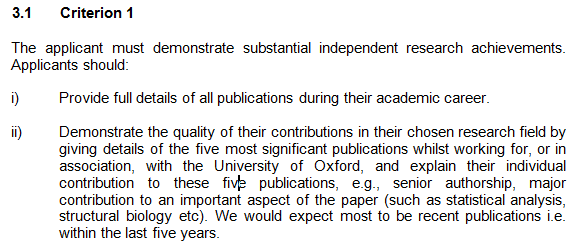 3.1 Criterion 1
The applicant must demonstrate substantial independent research achievements.
Applicants should:
i) Provide full details of all publications during their academic career.
ii) Demonstrate the quality of their contributions in their chosen research field by
giving details of the five most significant publications whilst working for, or in
association, with the University of Oxford, and explain their individual
contribution to these five publications, e.g., senior authorship, major
contribution to an important aspect of the paper (such as statistical analysis,
structural biology etc). We would expect most to be recent publications i.e.
within the last five years.